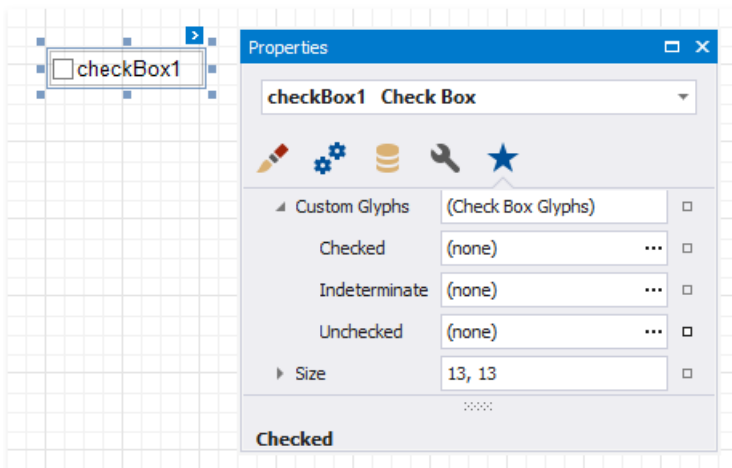 checkBox1
Properties
checkBox1 Check Box
Custom Glyphs (Check Box Glyphs)
Checked (none) ...
Indeterminate (none) ...
Unchecked (none) ...
Size 13, 13
Checked